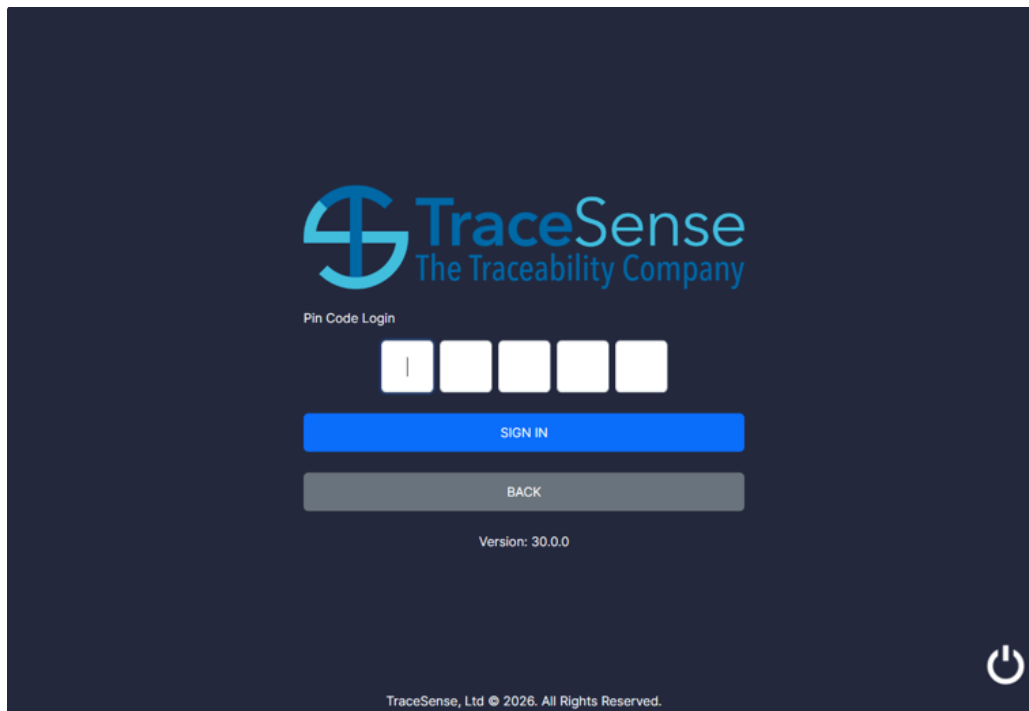 TraceSense
The Traceability Company
Pin Code Login
SIGN IN
BACK
Version: 30.0.0
TraceSense, Ltd © 2026. All Rights Reserved.